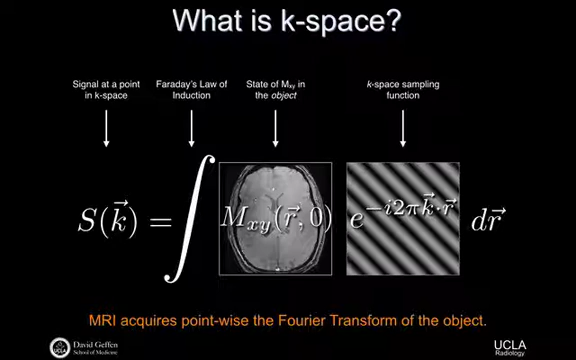 What is k-space?
Signal at a point
in k-space
Faraday's Law of
Induction
State of Mxy in
the object
k-space sampling
function
S(k⃗) = ∫ Mxy(r⃗, 0) e^(−i2πk⃗·r⃗) dr⃗
MRI acquires point-wise the Fourier Transform of the object.
David Geffen
School of Medicine
UCLA
Radiology